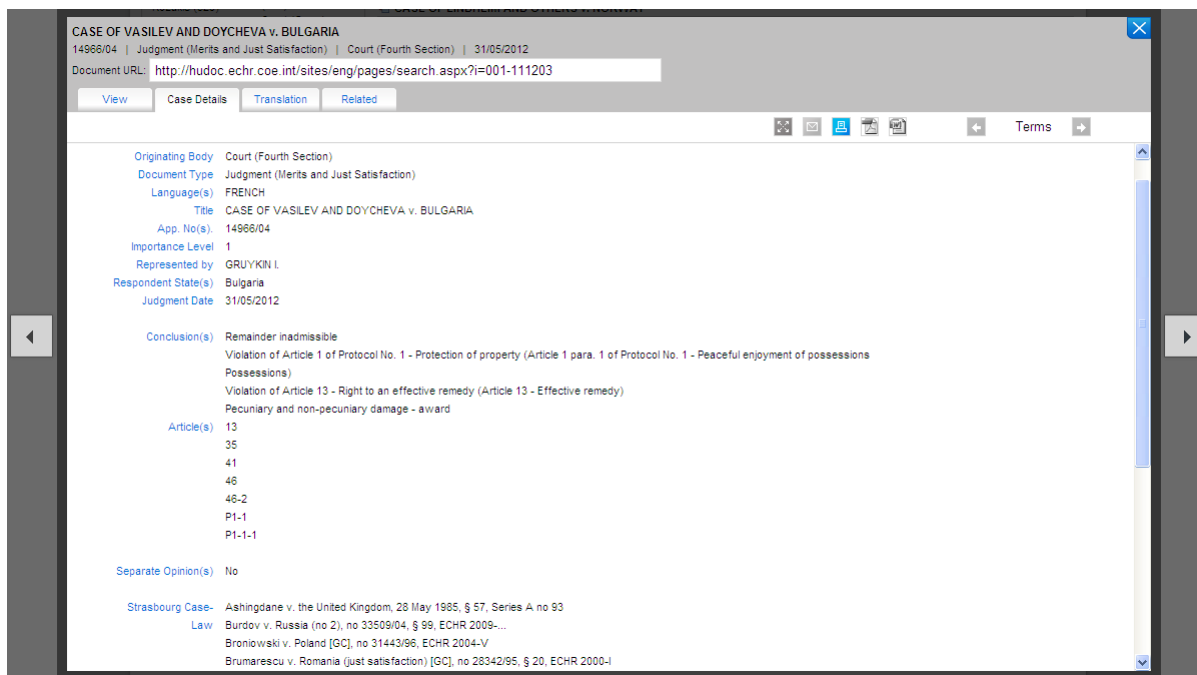 CASE OF LINDHEIM AND OTHERS v. NORWAY
CASE OF VASILEV AND DOYCHEVA v. BULGARIA
14966/04 | Judgment (Merits and Just Satisfaction) | Court (Fourth Section) | 31/05/2012
Document URL: http://hudoc.echr.coe.int/sites/eng/pages/search.aspx?i=001-111203
View Case Details Translation Related
Terms
Originating Body Court (Fourth Section)
Document Type Judgment (Merits and Just Satisfaction)
Language(s) FRENCH
Title CASE OF VASILEV AND DOYCHEVA v. BULGARIA
App. No(s). 14966/04
Importance Level 1
Represented by GRUYKIN I.
Respondent State(s) Bulgaria
Judgment Date 31/05/2012
Conclusion(s) Remainder inadmissible
Violation of Article 1 of Protocol No. 1 - Protection of property (Article 1 para. 1 of Protocol No. 1 - Peaceful enjoyment of possessions
Possessions)
Violation of Article 13 - Right to an effective remedy (Article 13 - Effective remedy)
Pecuniary and non-pecuniary damage - award
Article(s) 13
35
41
46
46-2
P1-1
P1-1-1
Separate Opinion(s) No
Strasbourg Case- Ashingdane v. the United Kingdom, 28 May 1985, § 57, Series A no 93
Law Burdov v. Russia (no 2), no 33509/04, § 99, ECHR 2009-...
Broniowski v. Poland [GC], no 31443/96, ECHR 2004-V
Brumarescu v. Romania (just satisfaction) [GC], no 28342/95, § 20, ECHR 2000-I